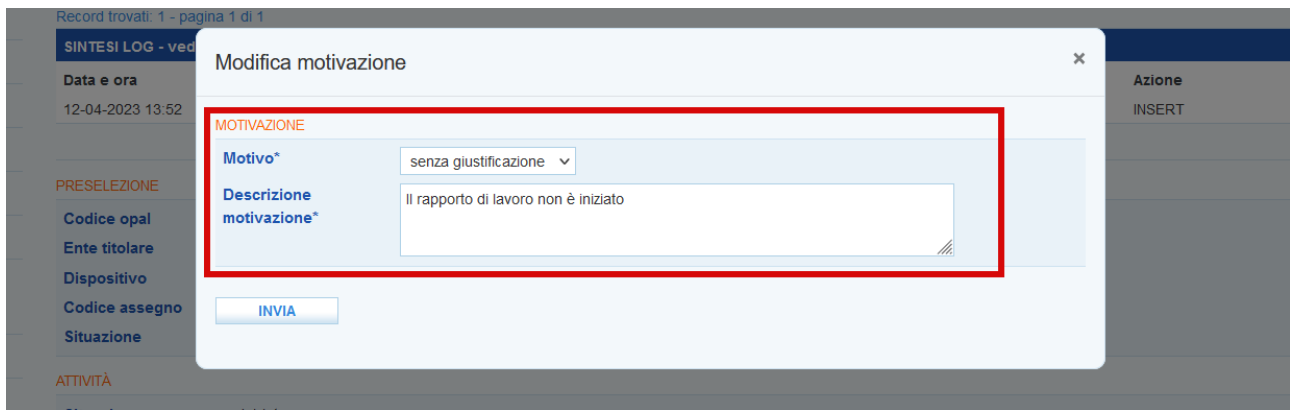 Record trovati: 1 - pagina 1 di 1
SINTESI LOG - ved
Modifica motivazione
×
Data e ora
Azione
12-04-2023 13:52
INSERT
MOTIVAZIONE
Motivo*
senza giustificazione
Descrizione
motivazione*
Il rapporto di lavoro non è iniziato
PRESELEZIONE
Codice opal
Ente titolare
Dispositivo
Codice assegno
Situazione
INVIA
ATTIVITÀ